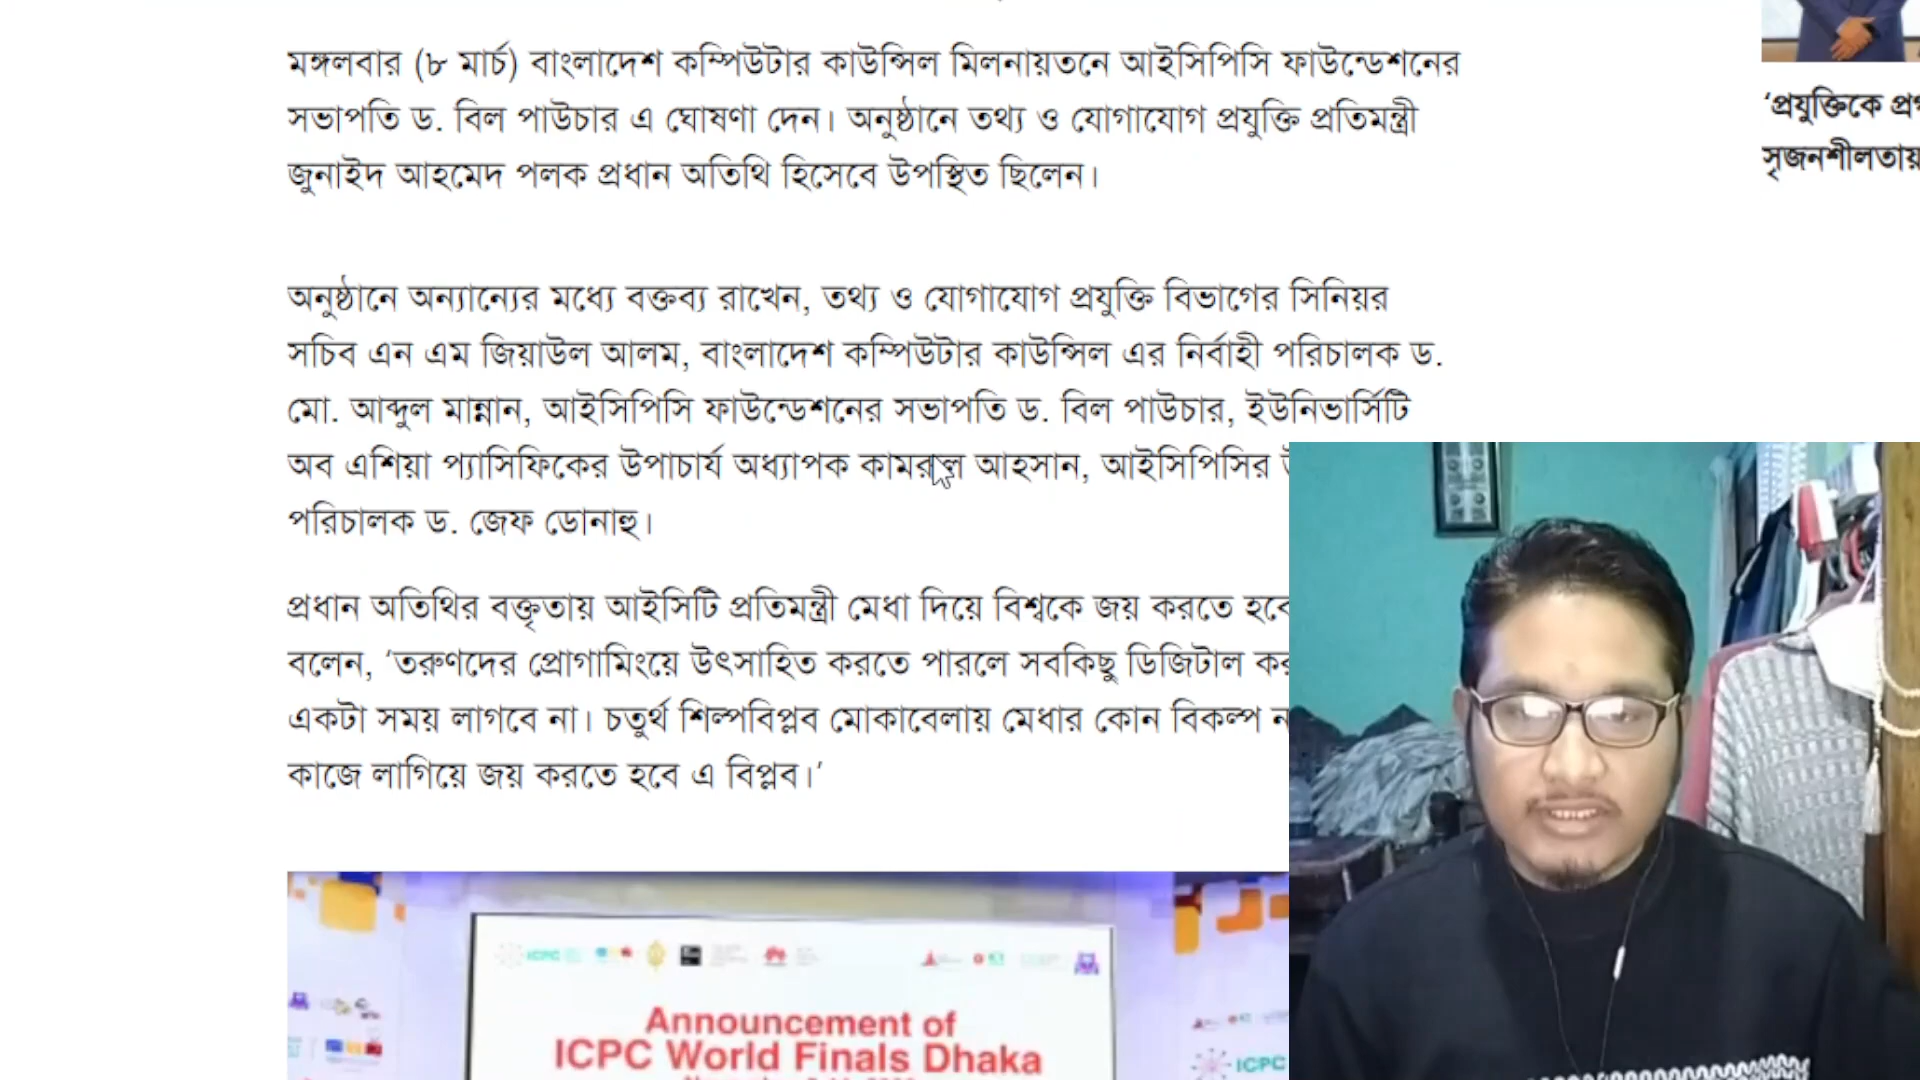 মঙ্গলবার (৮ মার্চ) বাংলাদেশ কম্পিউটার কাউন্সিল মিলনায়তনে আইসিপিসি ফাউন্ডেশনের
সভাপতি ড. বিল পাউচার এ ঘোষণা দেন। অনুষ্ঠানে তথ্য ও যোগাযোগ প্রযুক্তি প্রতিমন্ত্রী
জুনাইদ আহমেদ পলক প্রধান অতিথি হিসেবে উপস্থিত ছিলেন।
অনুষ্ঠানে অন্যান্যের মধ্যে বক্তব্য রাখেন, তথ্য ও যোগাযোগ প্রযুক্তি বিভাগের সিনিয়র
সচিব এন এম জিয়াউল আলম, বাংলাদেশ কম্পিউটার কাউন্সিল এর নির্বাহী পরিচালক ড.
মো. আব্দুল মান্নান, আইসিপিসি ফাউন্ডেশনের সভাপতি ড. বিল পাউচার, ইউনিভার্সিটি
অব এশিয়া প্যাসিফিকের উপাচার্য অধ্যাপক কামরুল আহসান, আইসিপিসির
পরিচালক ড. জেফ ডোনাহু।
প্রধান অতিথির বক্তৃতায় আইসিটি প্রতিমন্ত্রী মেধা দিয়ে বিশ্বকে জয় করতে হবে
বলেন, ‘তরুণদের প্রোগামিংয়ে উৎসাহিত করতে পারলে সবকিছু ডিজিটাল
একটা সময় লাগবে না। চতুর্থ শিল্পবিপ্লব মোকাবেলায় মেধার কোন বিকল্প
কাজে লাগিয়ে জয় করতে হবে এ বিপ্লব।’
‘প্রযুক্তিকে
সৃজনশীলতায়
ICPC
Announcement of
ICPC World Finals Dhaka
ICPC